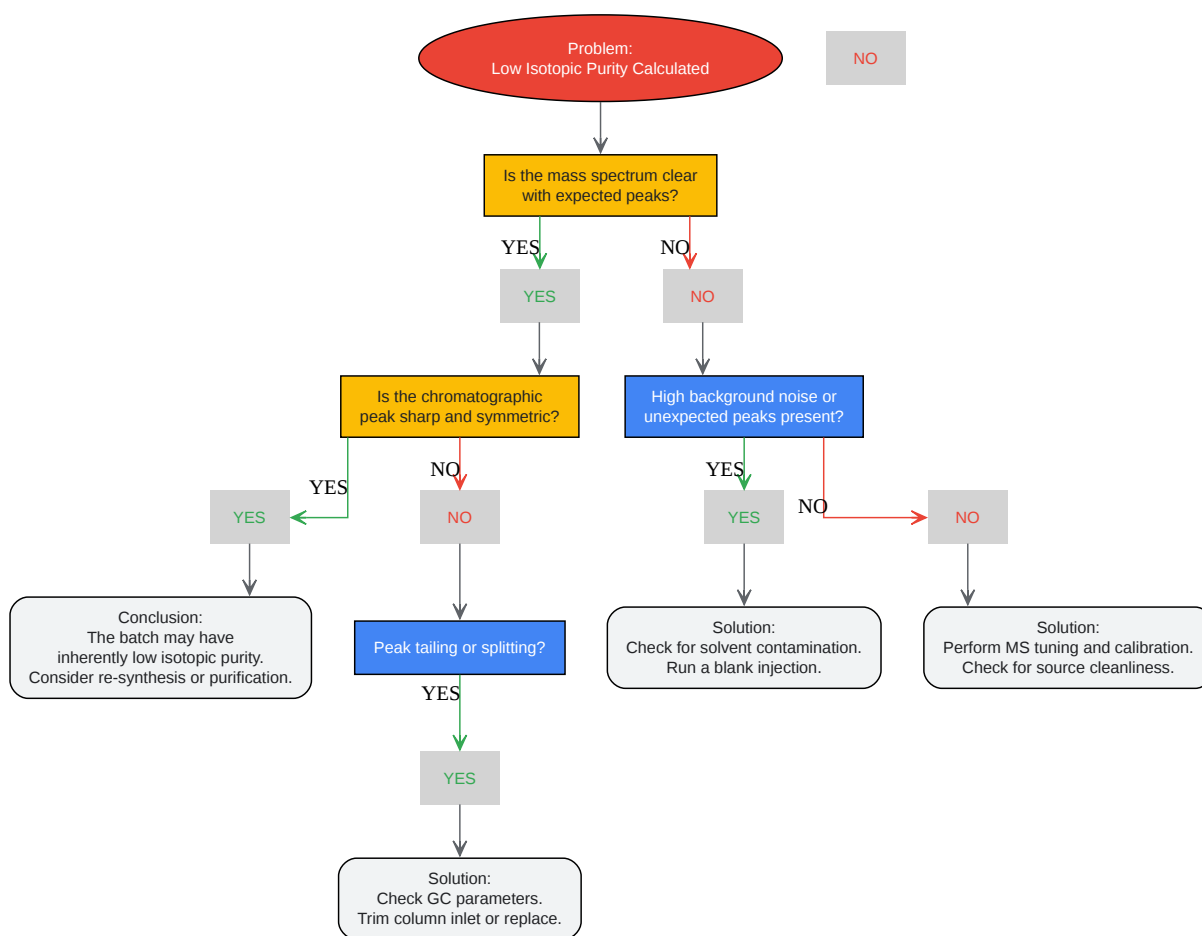 Problem:
Low Isotopic Purity Calculated
NO
Is the mass spectrum clear
with expected peaks?
YES
NO
YES
NO
Is the chromatographic
peak sharp and symmetric?
High background noise or
unexpected peaks present?
YES
NO
YES
NO
YES
NO
YES
NO
Conclusion:
The batch may have
inherently low isotopic purity.
Consider re-synthesis or purification.
Peak tailing or splitting?
Solution:
Check for solvent contamination.
Run a blank injection.
Solution:
Perform MS tuning and calibration.
Check for source cleanliness.
YES
YES
Solution:
Check GC parameters.
Trim column inlet or replace.